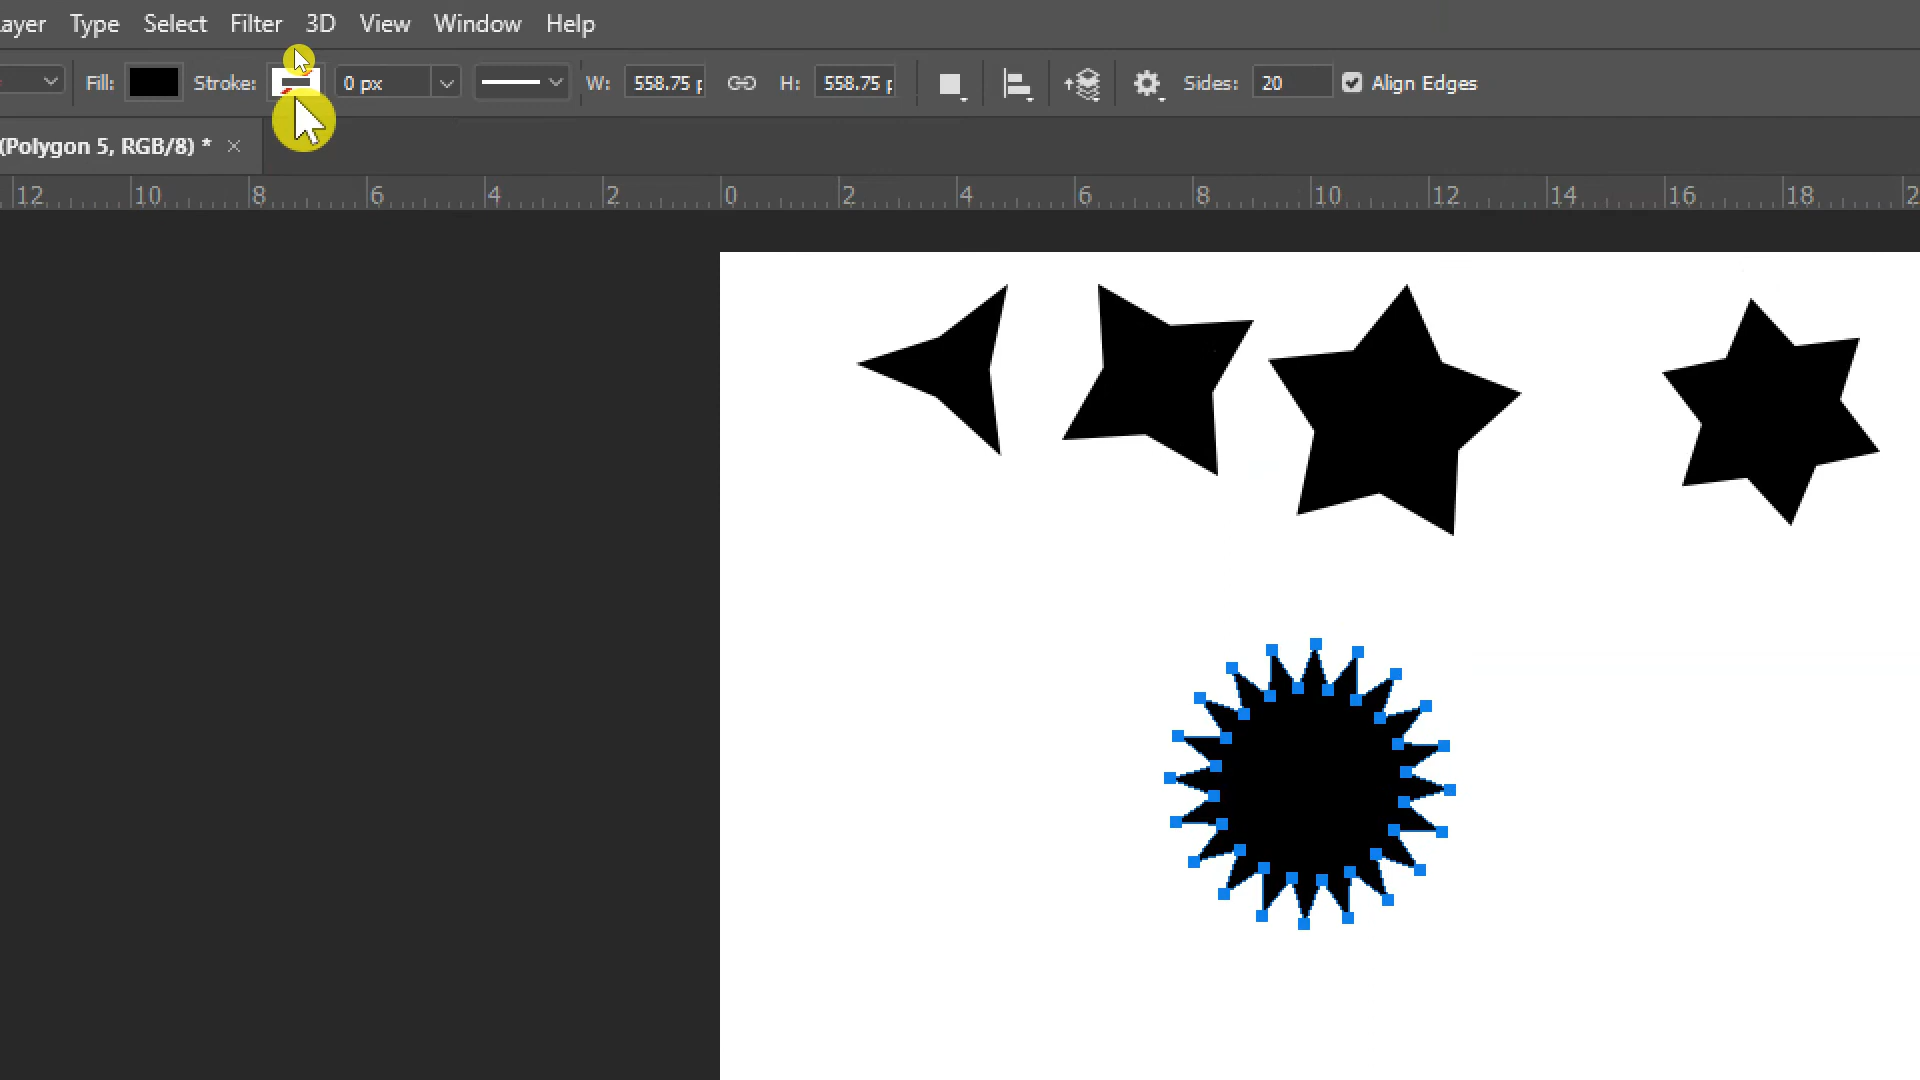 ayer Type Select Filter 3D View Window Help
Fill: Stroke: 0 px W: 558.75 p H: 558.75 p Sides: 20 Align Edges
(Polygon 5, RGB/8) * ×
12 10 8 6 4 2 0 2 4 6 8 10 12 14 16 18 2